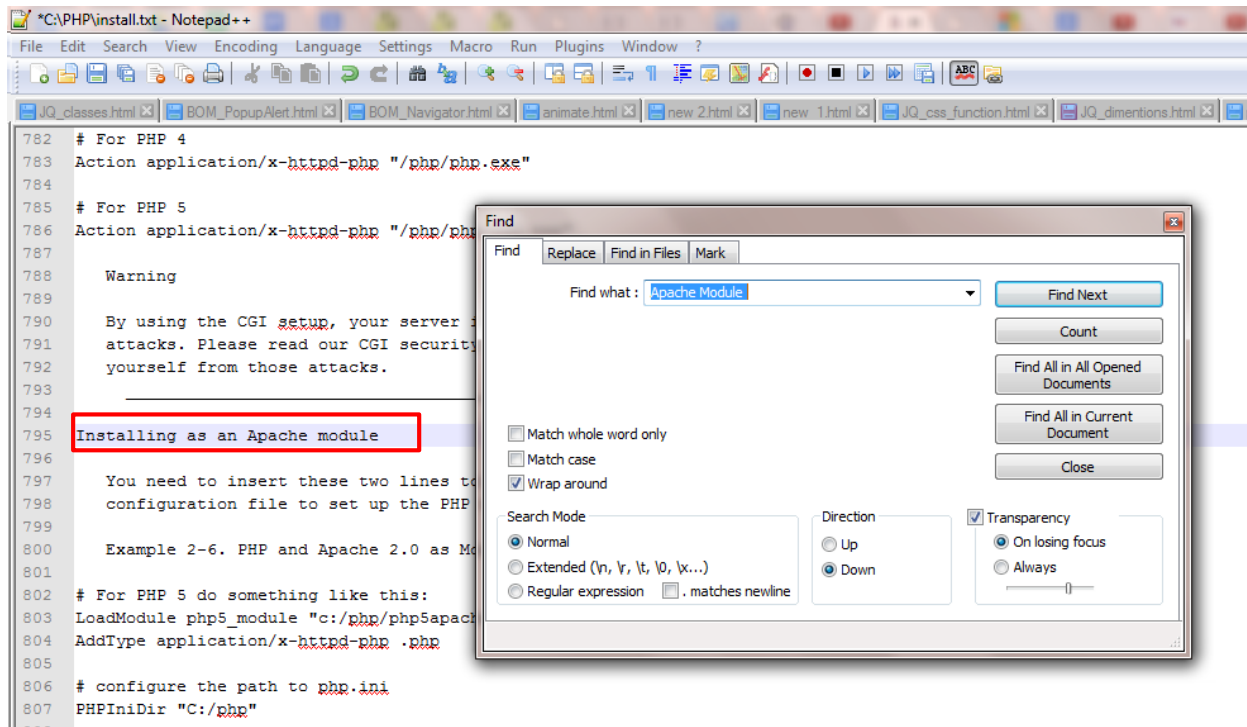 *C:\PHP\install.txt - Notepad++
File Edit Search View Encoding Language Settings Macro Run Plugins Window ?
ABC
JQ_classes.html BOM_PopupAlert.html BOM_Navigator.html animate.html new 2.html new 1.html JQ_css_function.html JQ_dimentions.html
782 # For PHP 4
783 Action application/x-httpd-php "/php/php.exe"
784
785 # For PHP 5
786 Action application/x-httpd-php "/php/php
787
788 Warning
789
790 By using the CGI setup, your server
791 attacks. Please read our CGI security
792 yourself from those attacks.
793
794
795 Installing as an Apache module
796
797 You need to insert these two lines to
798 configuration file to set up the PHP
799
800 Example 2-6. PHP and Apache 2.0 as Mo
801
802 # For PHP 5 do something like this:
803 LoadModule php5_module "c:/php/php5apach
804 AddType application/x-httpd-php .php
805
806 # configure the path to php.ini
807 PHPIniDir "C:/php"
Find
Find Replace Find in Files Mark
Find what : Apache Module
Find Next
Count
Find All in All Opened
Documents
Find All in Current
Document
Close
Match whole word only
Match case
Wrap around
Search Mode
Normal
Extended (\n, \r, \t, \0, \x...)
Regular expression . matches newline
Direction
Up
Down
Transparency
On losing focus
Always